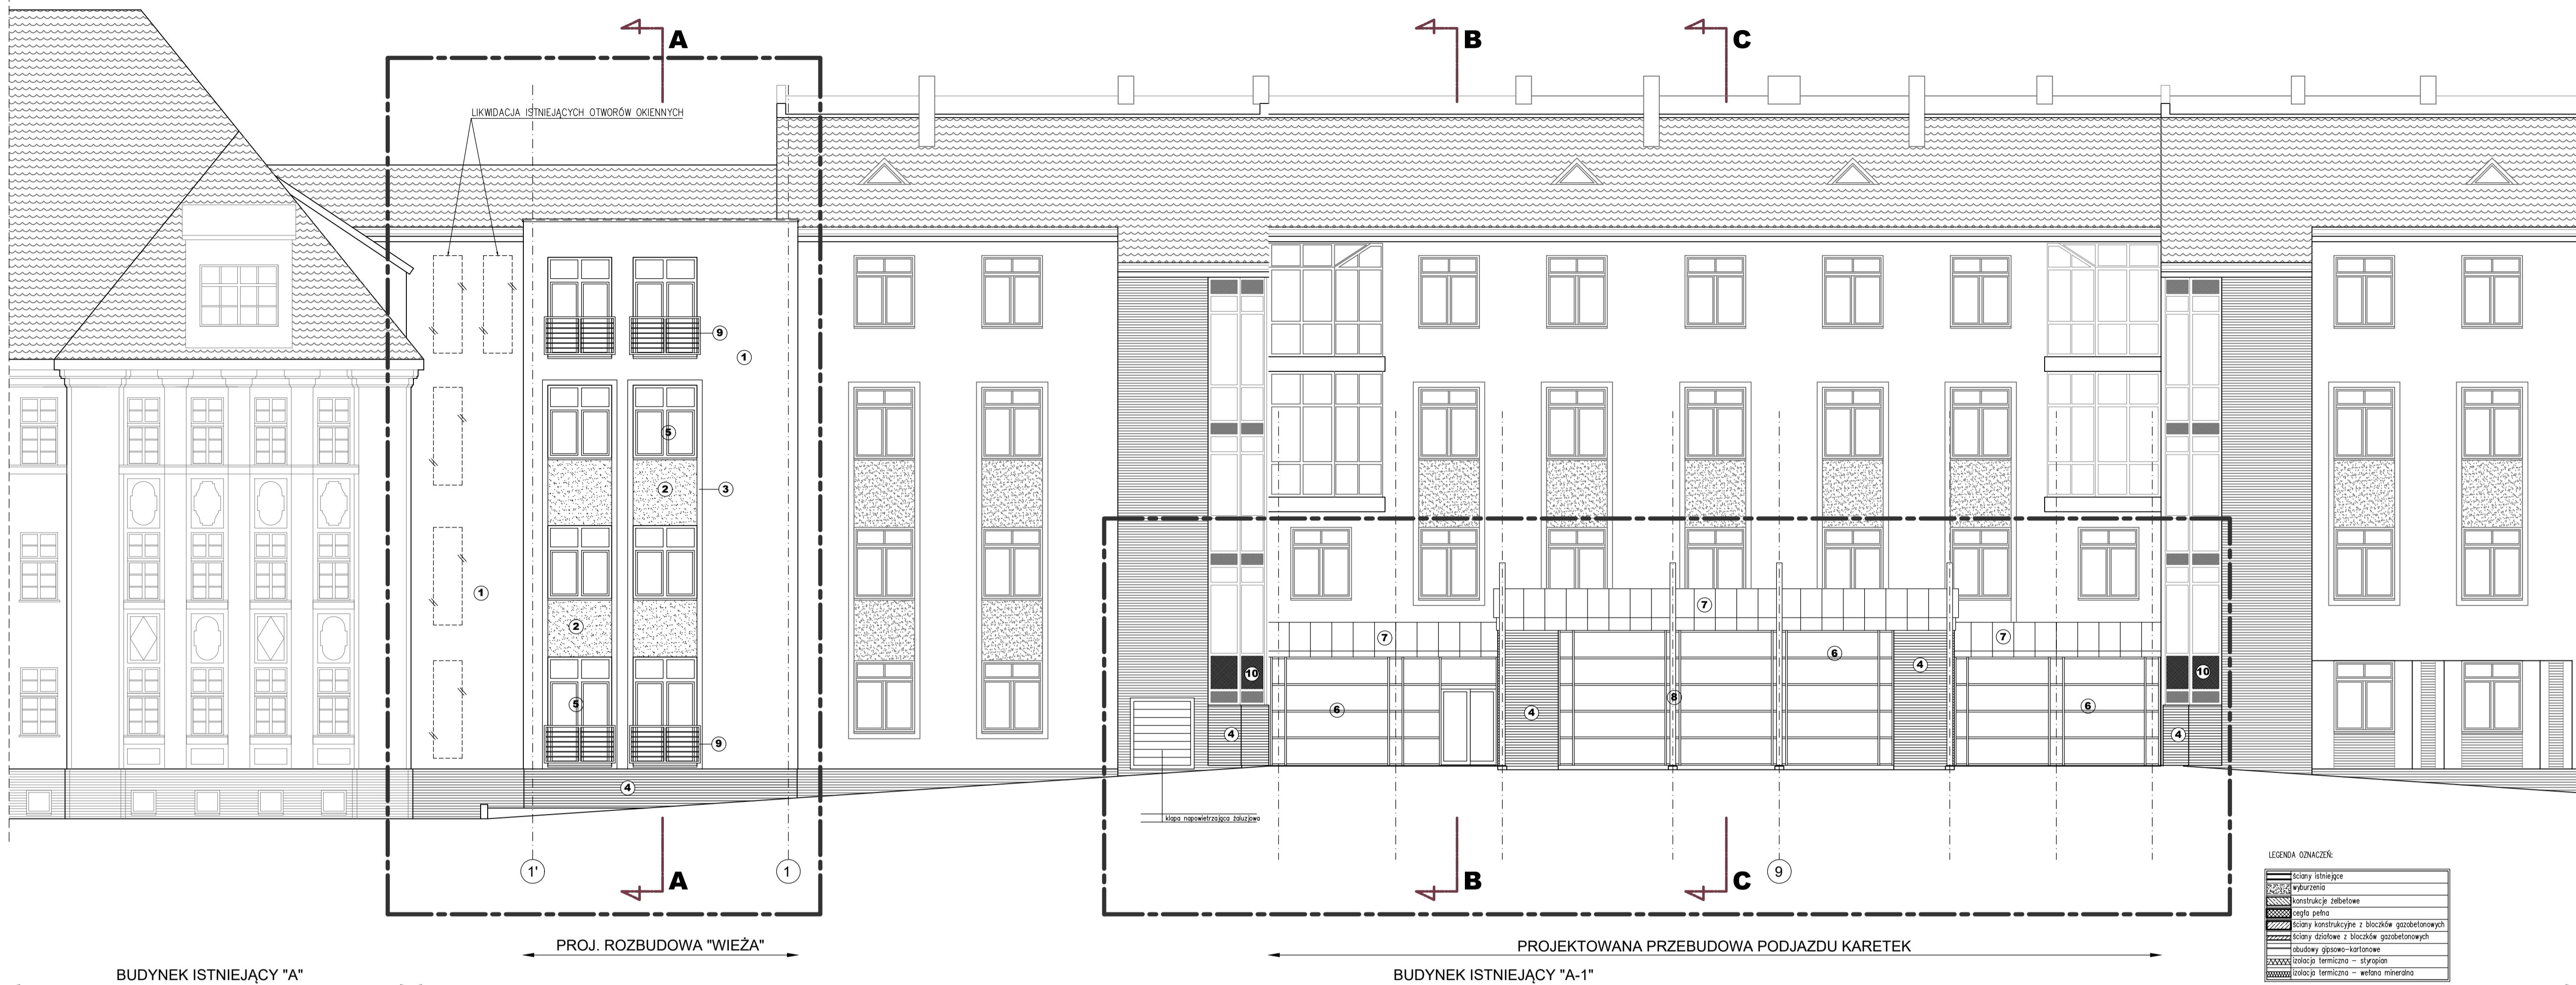 A
B
C
LIKWIDACJA ISTNIEJĄCYCH OTWORÓW OKIENNYCH
9
1
5
2
3
1
2
7
7
7
6
4
10
10
8
5
6
4
6
4
4
9
4
klapa napowietrzająca żaluzjowa
1'
1
9
A
B
C
LEGENDA OZNACZEŃ:
ściany istniejące
wyburzenia
konstrukcje żelbetowe
cegła pełna
ściany konstrukcyjne z bloczków gazobetonowych
ściany działowe z bloczków gazobetonowych
obudowy gipsowo-kartonowe
izolacja termiczna - styropian
izolacja termiczna - wełana mineralna
PROJ. ROZBUDOWA "WIEŻA"
PROJEKTOWANA PRZEBUDOWA PODJAZDU KARETEK
BUDYNEK ISTNIEJĄCY "A"
BUDYNEK ISTNIEJĄCY "A-1"